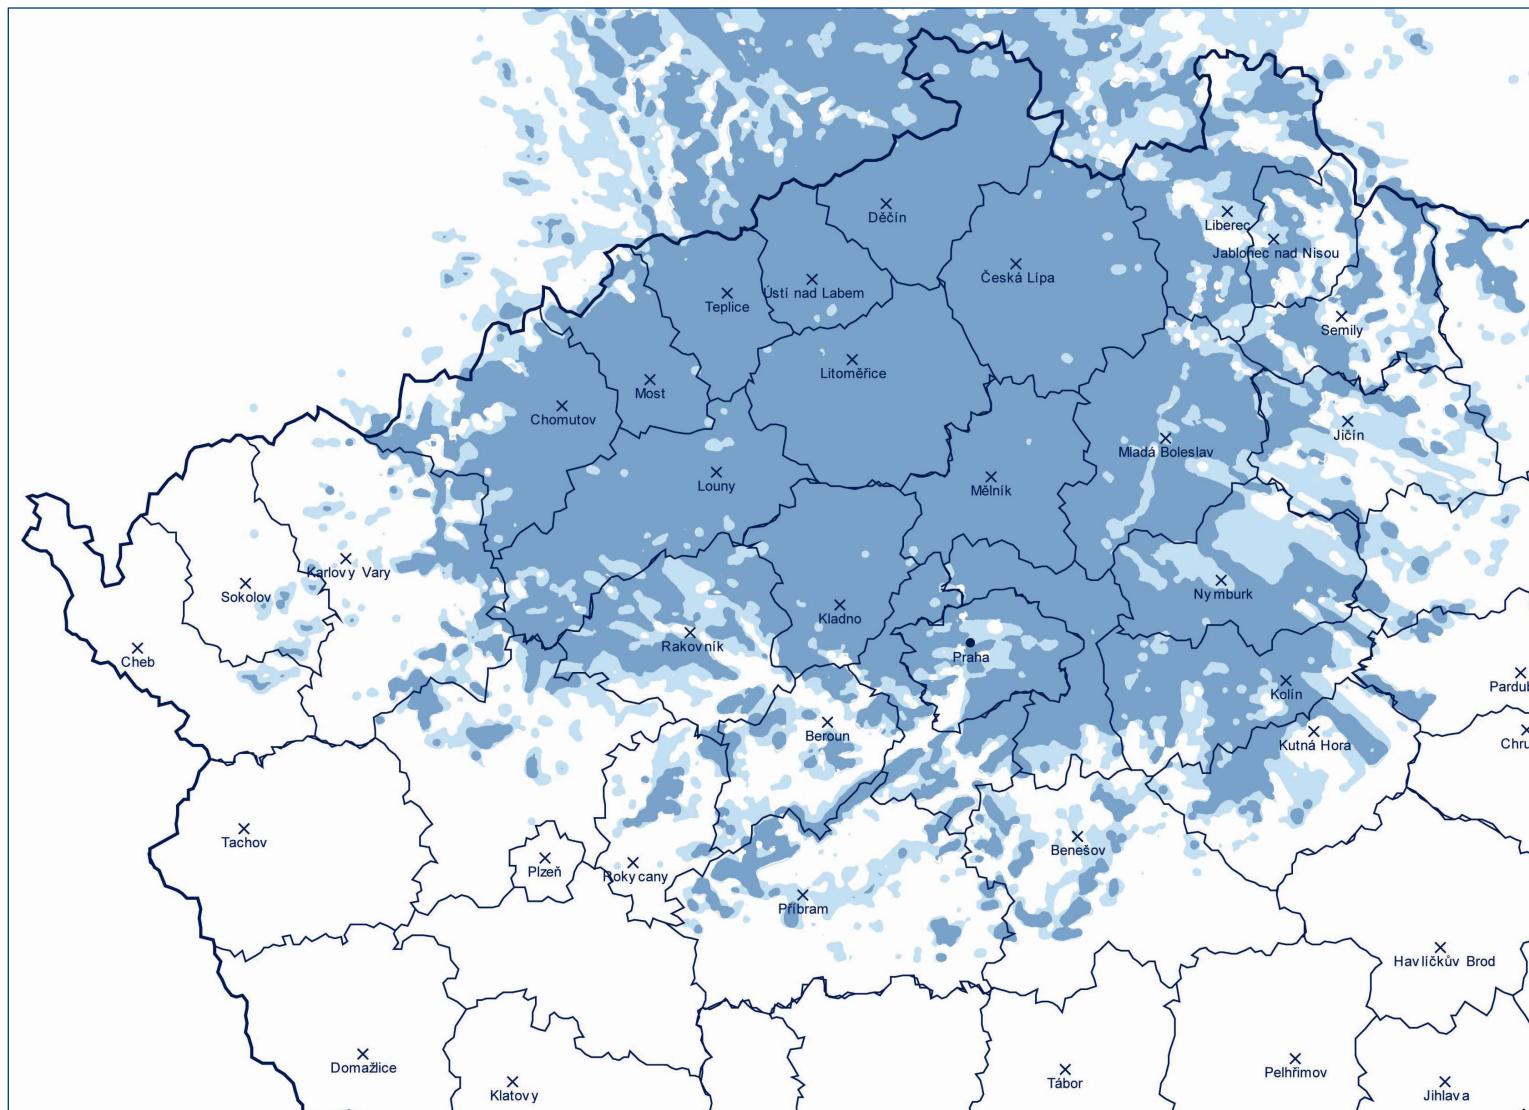 Děčín
Liberec
Jablonec nad Nisou
Česká Lípa
Ústí nad Labem
Teplice
Semily
Litoměřice
Most
Chomutov
Jičín
Mladá Boleslav
Louny
Mělník
Karlovy Vary
Sokolov
Nymburk
Kladno
Rakovník
Cheb
Praha
Kolín
Pardub
Beroun
Kutná Hora
Chru
Tachov
Benešov
Plzeň
Rokycany
Příbram
Havlíčkův Brod
Domažlice
Pelhřimov
Tábor
Klatovy
Jihlava